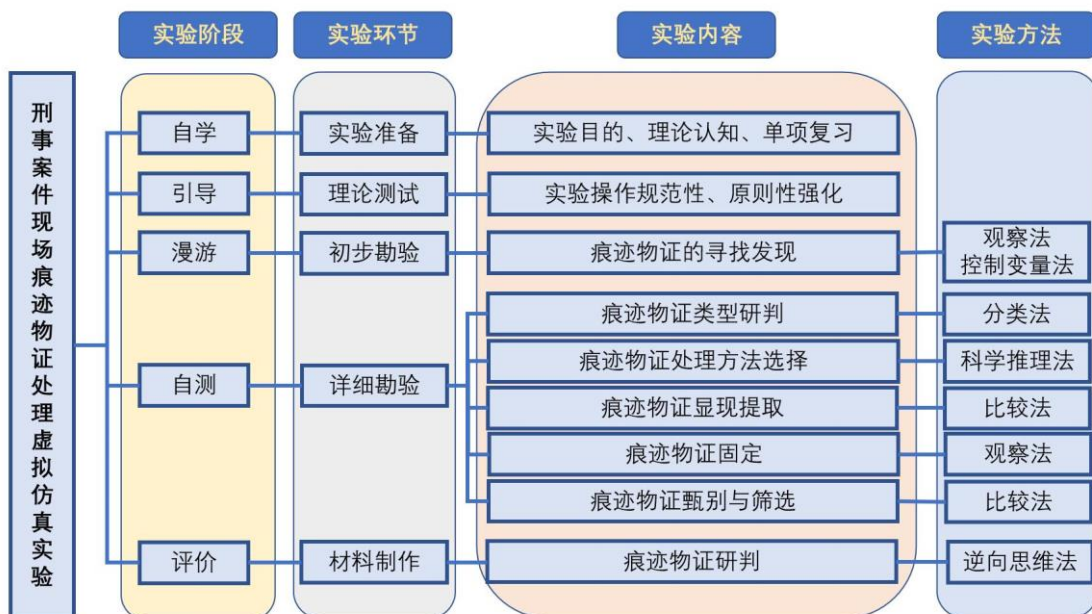 实验阶段
实验环节
实验内容
实验方法
刑事案件现场痕迹物证处理虚拟仿真实验
自学
实验准备
实验目的、理论认知、单项复习
引导
理论测试
实验操作规范性、原则性强化
漫游
初步勘验
痕迹物证的寻找发现
观察法
控制变量法
自测
详细勘验
痕迹物证类型研判
分类法
痕迹物证处理方法选择
科学推理法
痕迹物证显现提取
比较法
痕迹物证固定
观察法
痕迹物证甄别与筛选
比较法
评价
材料制作
痕迹物证研判
逆向思维法